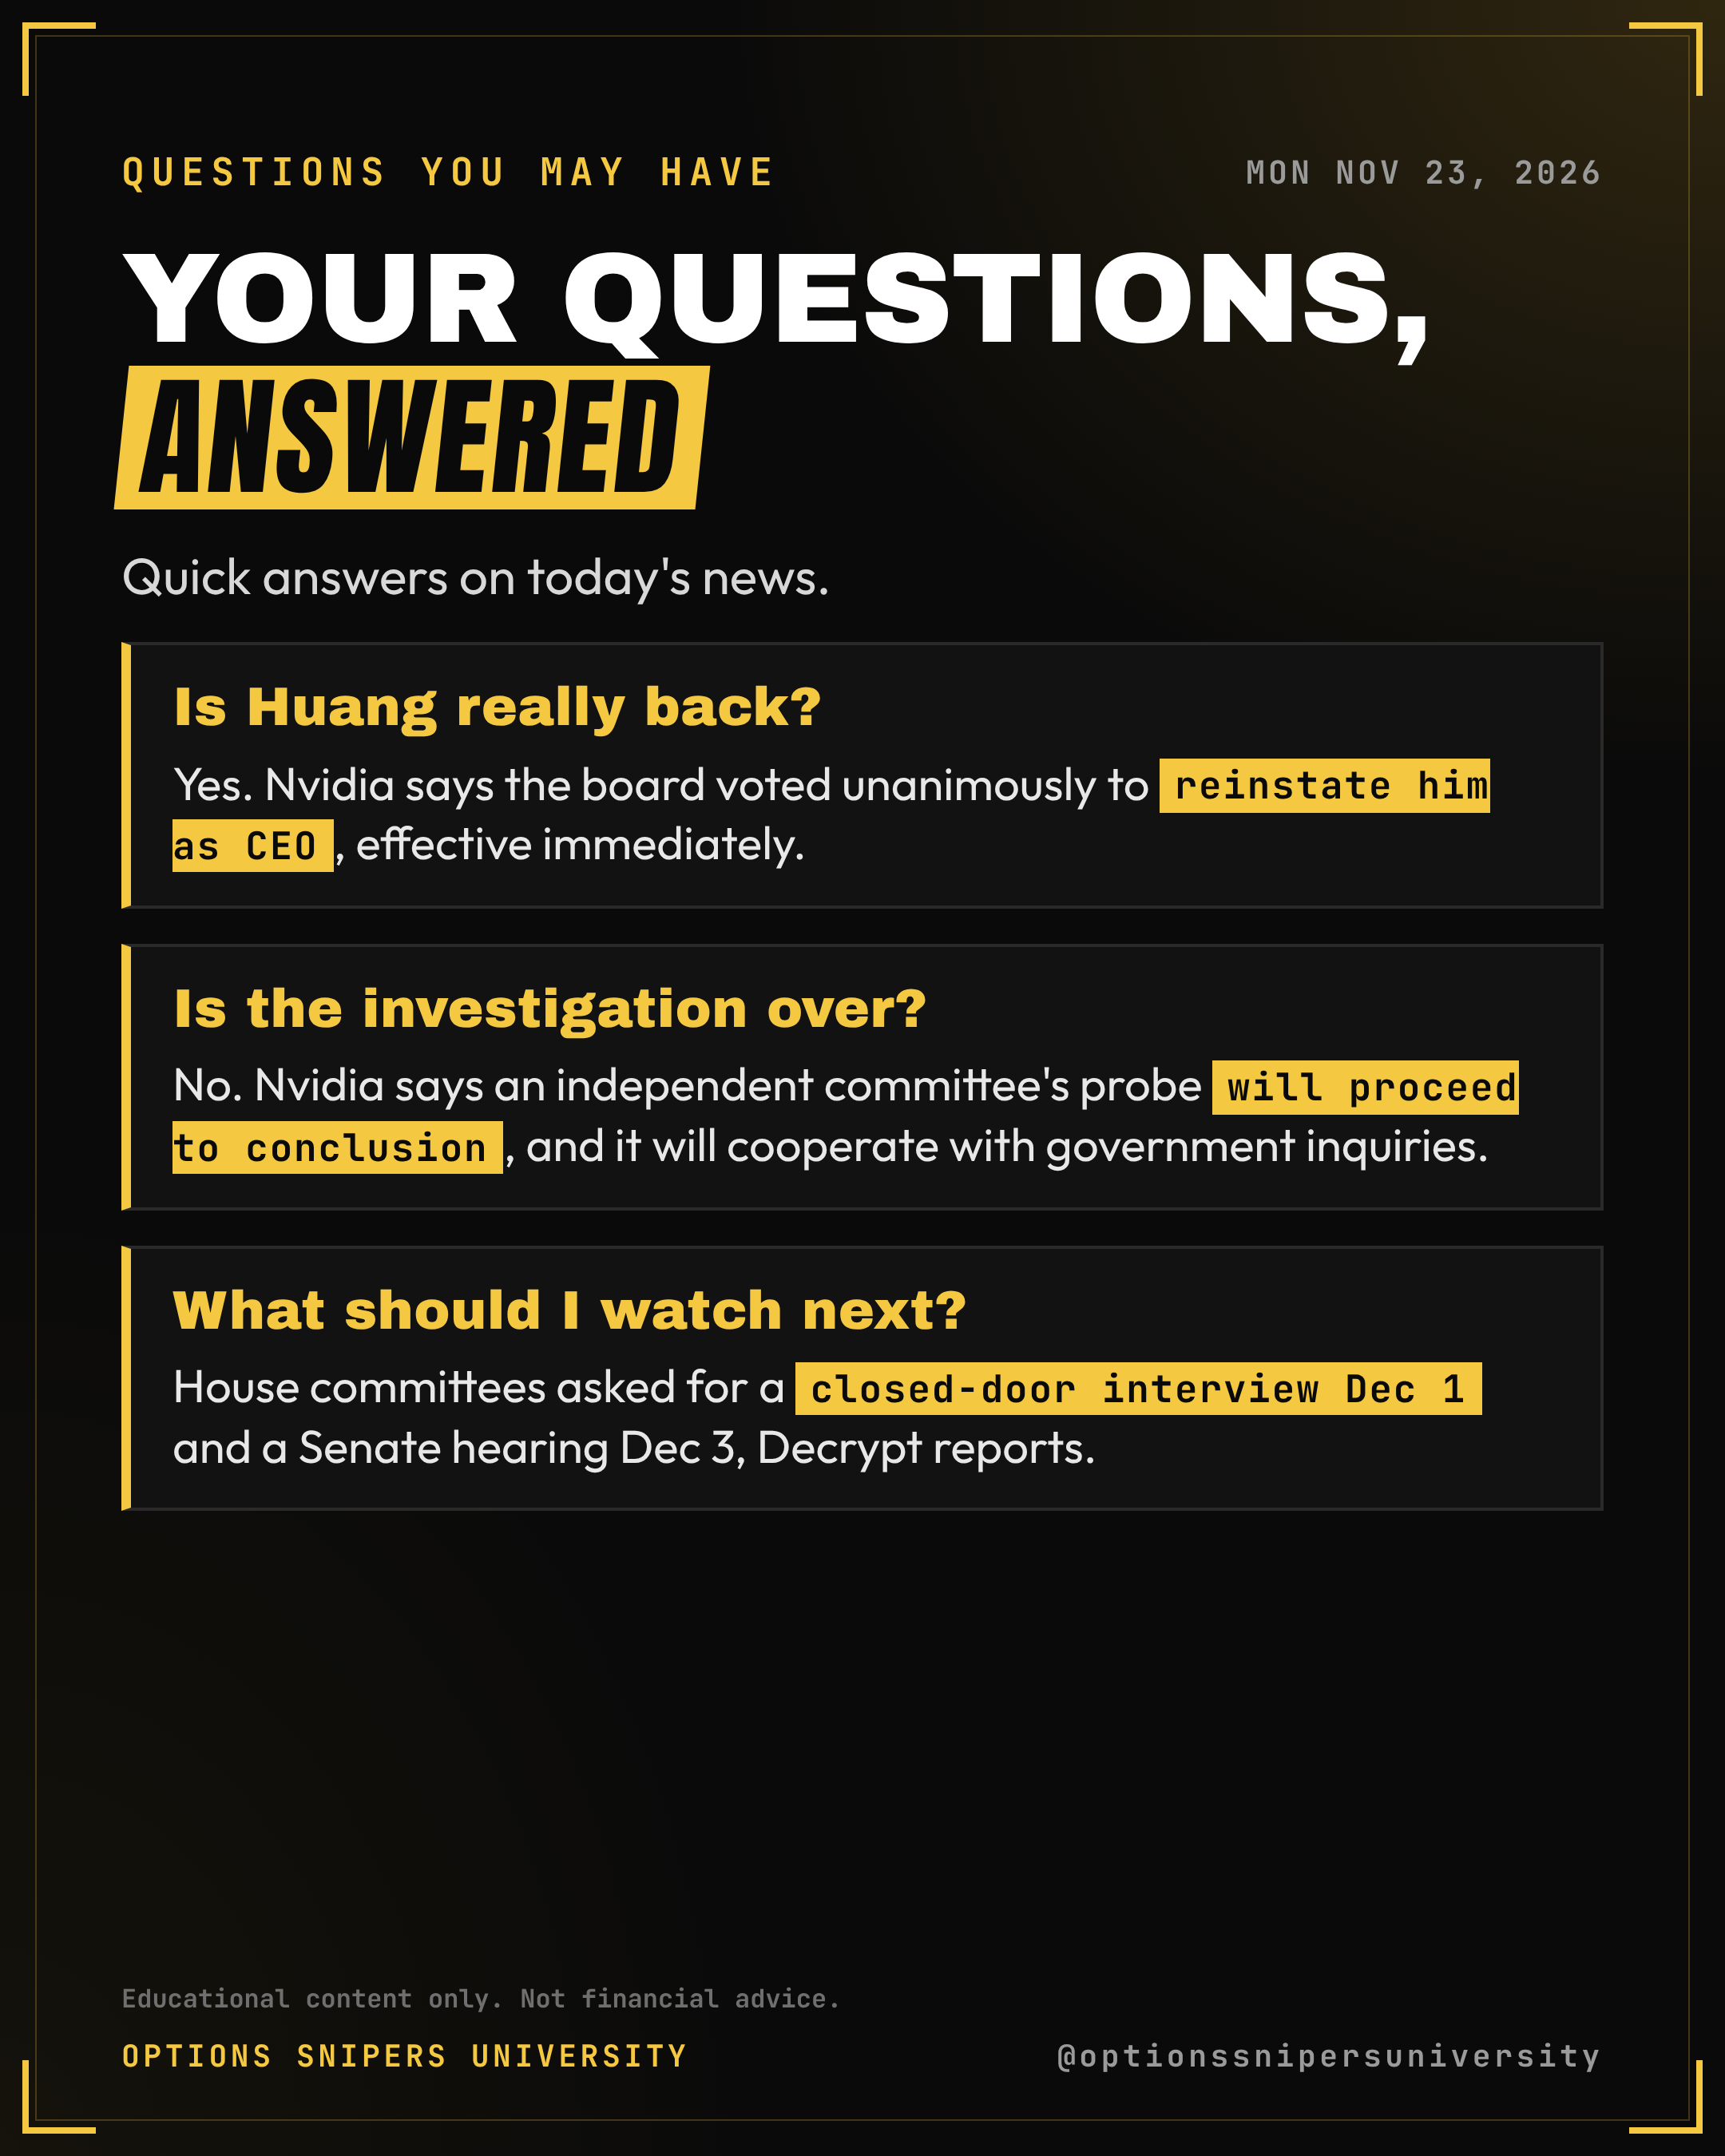 QUESTIONS YOU MAY HAVE
MON NOV 23, 2026
YOUR QUESTIONS,
ANSWERED
Quick answers on today's news.
Is Huang really back?
Yes. Nvidia says the board voted unanimously to reinstate him
as CEO, effective immediately.
Is the investigation over?
No. Nvidia says an independent committee's probe will proceed
to conclusion, and it will cooperate with government inquiries.
What should I watch next?
House committees asked for a closed-door interview Dec 1
and a Senate hearing Dec 3, Decrypt reports.
Educational content only. Not financial advice.
OPTIONS SNIPERS UNIVERSITY
@optionssnipersuniversity